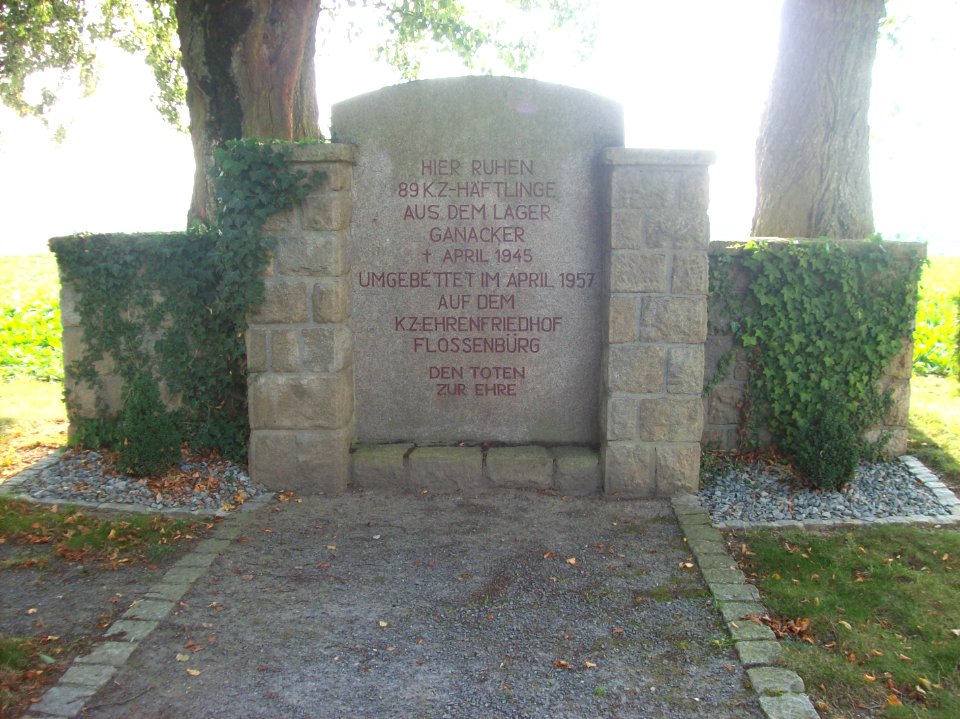 HIER RUHEN
89 KZ-HÄFTLINGE
AUS DEM LAGER
GANACKER
✝ APRIL 1945
UMGEBETTET IM APRIL 1957
AUF DEM
KZ-EHRENFRIEDHOF
FLOSSENBÜRG
DEN TOTEN
ZUR EHRE